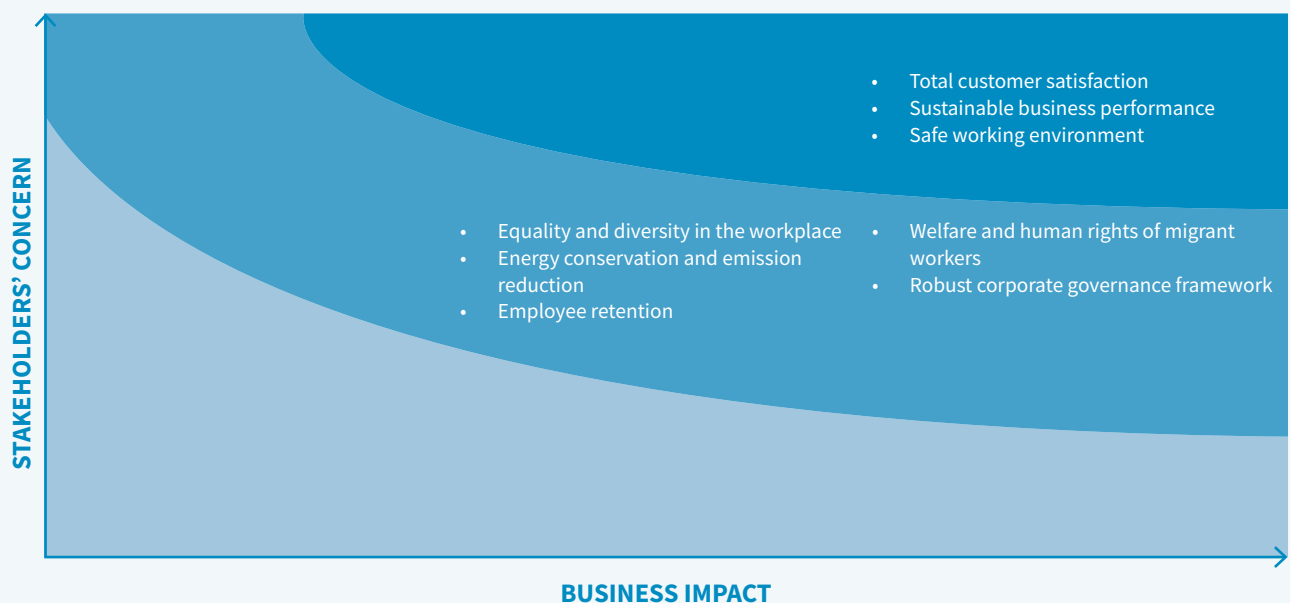 STAKEHOLDERS’ CONCERN
• Total customer satisfaction
• Sustainable business performance
• Safe working environment
• Equality and diversity in the workplace
• Energy conservation and emission
reduction
• Employee retention
• Welfare and human rights of migrant
workers
• Robust corporate governance framework
BUSINESS IMPACT